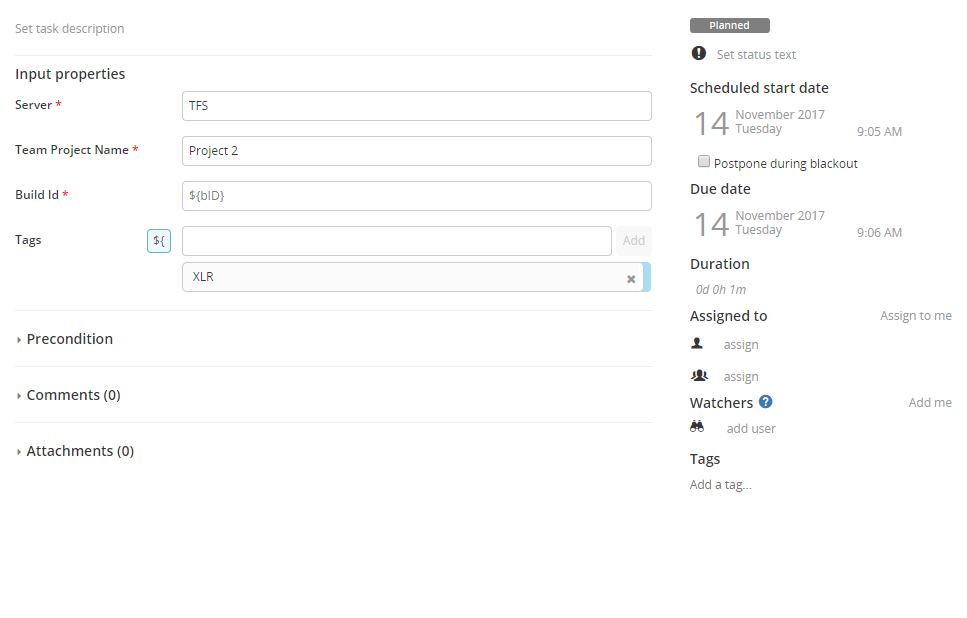 Set task description
Input properties
Server *
TFS
Team Project Name *
Project 2
Build Id *
${bID}
Tags
${
Add
XLR
Precondition
Comments (0)
Attachments (0)
Planned
Set status text
Scheduled start date
14
November 2017
Tuesday
9:05 AM
Postpone during blackout
Due date
14
November 2017
Tuesday
9:06 AM
Duration
0d 0h 1m
Assigned to
Assign to me
assign
assign
Watchers ?
Add me
add user
Tags
Add a tag...